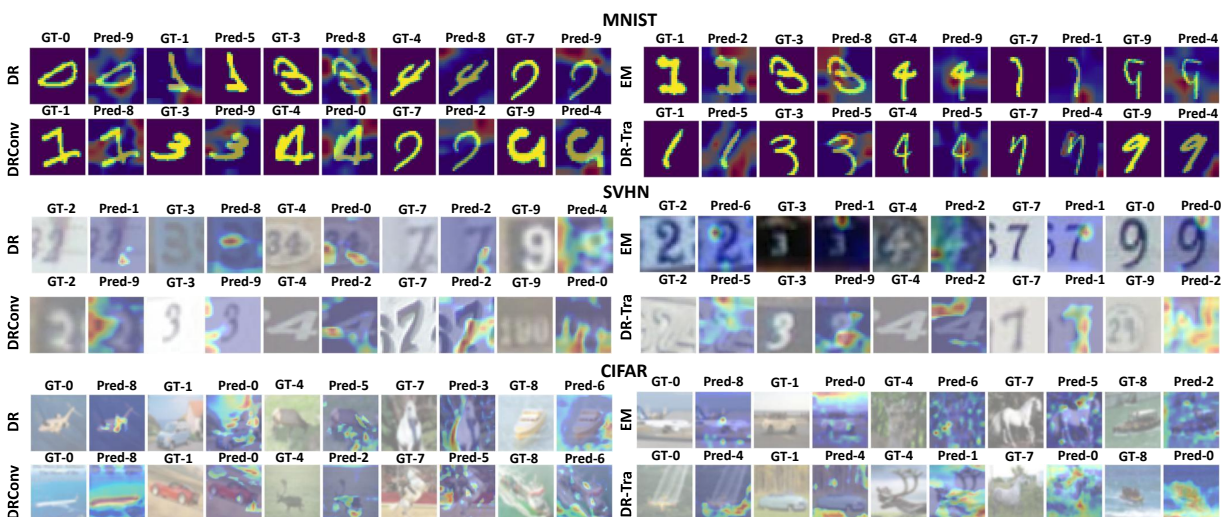 MNIST
GT-0 Pred-9 GT-1 Pred-5 GT-3 Pred-8 GT-4 Pred-8 GT-7 Pred-9
DR
GT-1 Pred-8 GT-3 Pred-9 GT-4 Pred-0 GT-7 Pred-2 GT-9 Pred-4
DRConv
GT-1 Pred-2 GT-3 Pred-8 GT-4 Pred-9 GT-7 Pred-1 GT-9 Pred-4
EM
GT-1 Pred-5 GT-3 Pred-5 GT-4 Pred-5 GT-7 Pred-4 GT-9 Pred-4
DR-Tra
SVHN
GT-2 Pred-1 GT-3 Pred-8 GT-4 Pred-0 GT-7 Pred-2 GT-9 Pred-4
DR
GT-2 Pred-9 GT-3 Pred-9 GT-4 Pred-2 GT-7 Pred-2 GT-9 Pred-0
DRConv
GT-2 Pred-6 GT-3 Pred-1 GT-4 Pred-2 GT-7 Pred-1 GT-0 Pred-0
EM
GT-2 Pred-5 GT-3 Pred-9 GT-4 Pred-2 GT-7 Pred-1 GT-9 Pred-2
DR-Tra
CIFAR
GT-0 Pred-8 GT-1 Pred-0 GT-4 Pred-5 GT-7 Pred-3 GT-8 Pred-6
DR
GT-0 Pred-8 GT-1 Pred-0 GT-4 Pred-2 GT-7 Pred-5 GT-8 Pred-6
DRConv
GT-0 Pred-8 GT-1 Pred-0 GT-4 Pred-6 GT-7 Pred-5 GT-8 Pred-2
EM
GT-0 Pred-4 GT-1 Pred-4 GT-4 Pred-1 GT-7 Pred-0 GT-8 Pred-0
DR-Tra